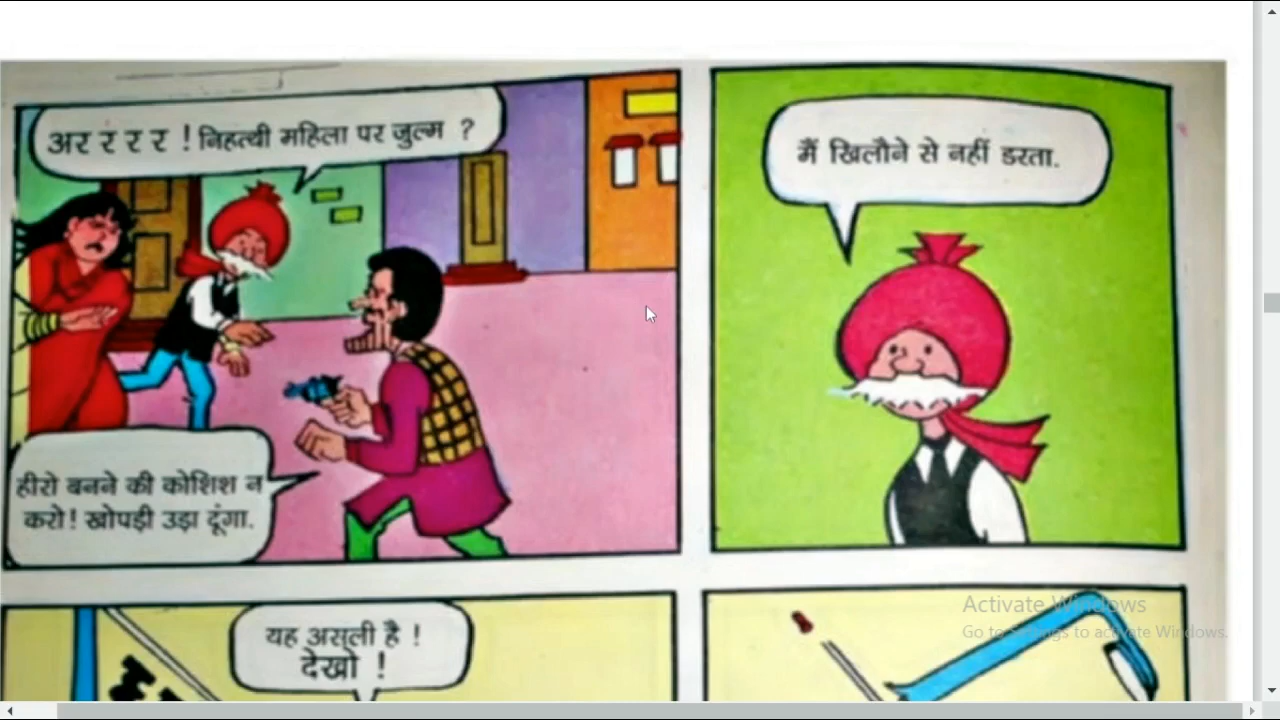 अर र र र ! निहत्थी महिला पर जुल्म ?
हीरो बनने की कोशिश न
करो! खोपड़ी उड़ा दूंगा.
मैं खिलौने से नहीं डरता.
यह असली है !
देखो !
Activate Windows
Go to Settings to activate Windows.